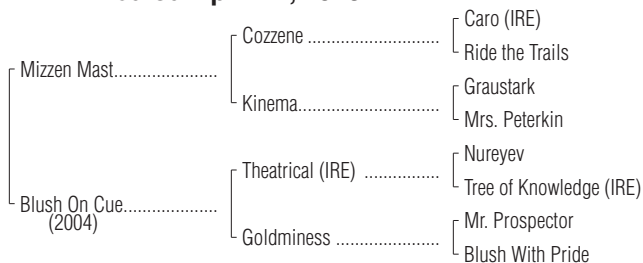 Cozzene
Caro (IRE)
Ride the Trails
Mizzen Mast
Kinema
Graustark
Mrs. Peterkin
Theatrical (IRE)
Nureyev
Tree of Knowledge (IRE)
Blush On Cue
(2004)
Goldminess
Mr. Prospector
Blush With Pride